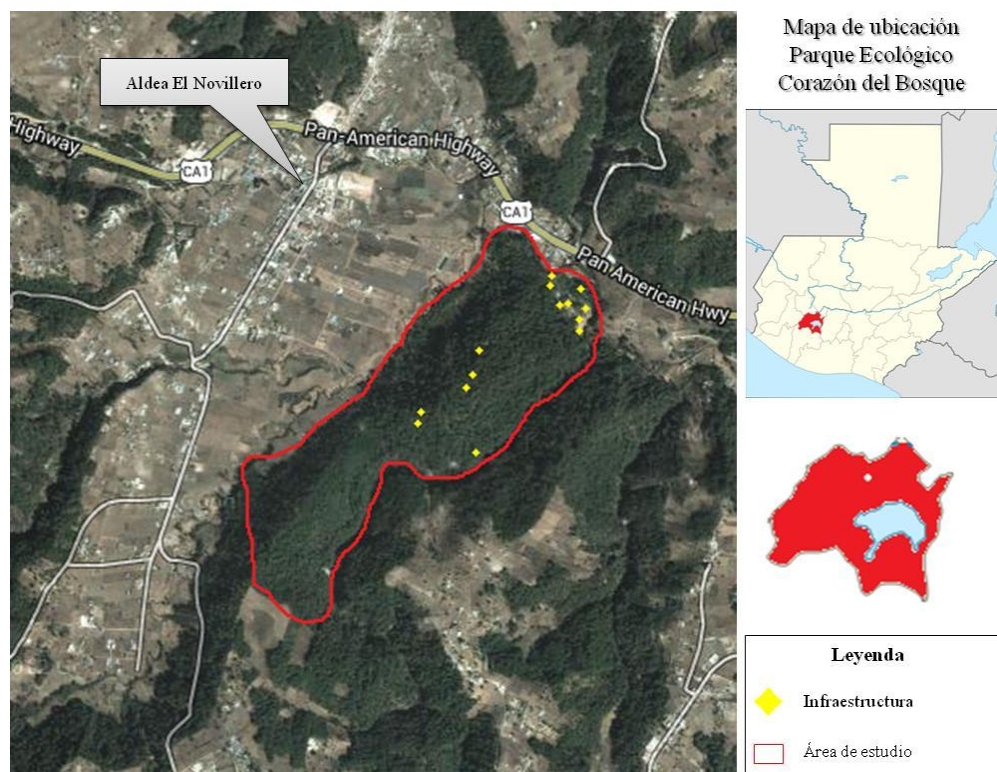 Mapa de ubicación
Parque Ecológico
Corazón del Bosque
Aldea El Novillero
Highway
CA1
Pan-American Highway
CA1
Pan American Hwy
Leyenda
Infraestructura
Área de estudio